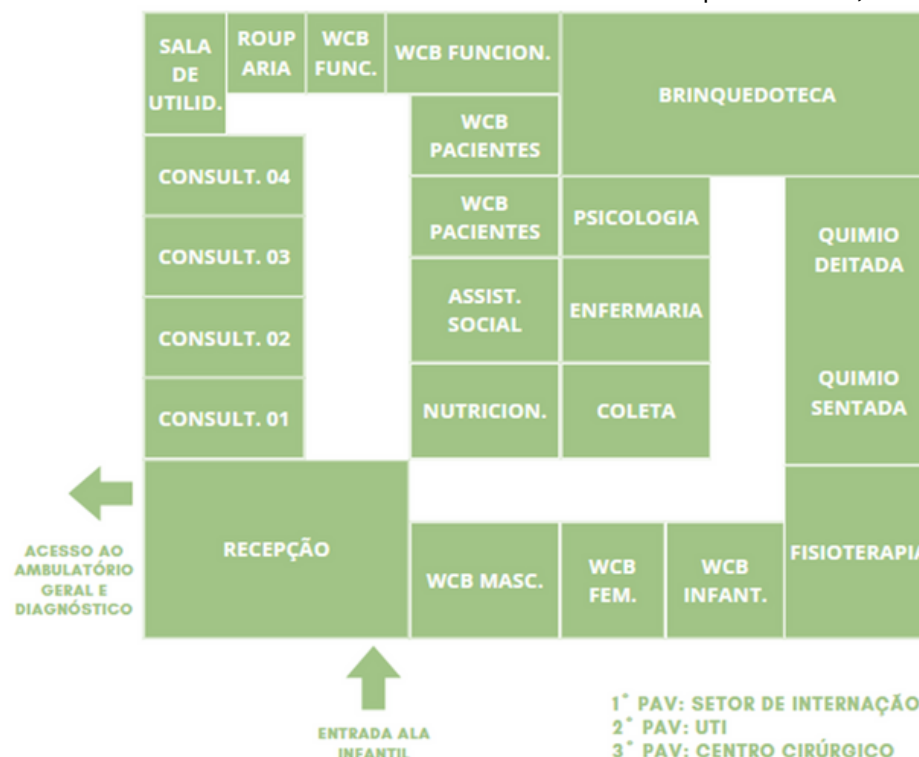 SALA
DE
UTILID.
ROUP
ARIA
WCB
FUNC.
WCB FUNCION.
BRINQUEDOTECA
WCB
PACIENTES
CONSULT. 04
WCB
PACIENTES
PSICOLOGIA
QUIMIO
DEITADA
CONSULT. 03
ASSIST.
SOCIAL
ENFERMARIA
CONSULT. 02
QUIMIO
SENTADA
CONSULT. 01
NUTRICION.
COLETA
RECEPÇÃO
WCB MASC.
WCB
FEM.
WCB
INFANT.
FISIOTERAPIA
ACESSO AO
AMBULATÓRIO
GERAL E
DIAGNÓSTICO
ENTRADA ALA
INFANTIL
1° PAV: SETOR DE INTERNAÇÃO
2° PAV: UTI
3° PAV: CENTRO CIRÚRGICO